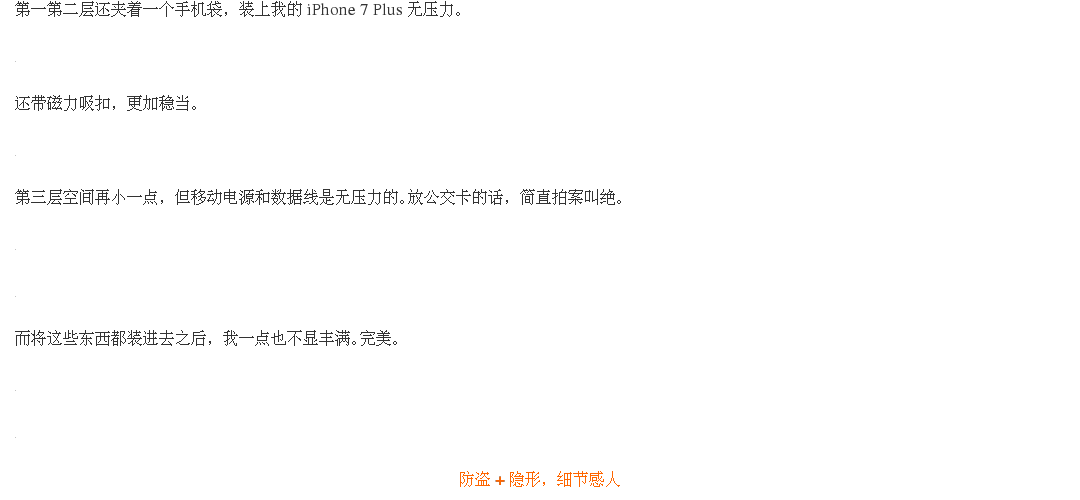 第一第二层还夹着一个手机袋，装上我的 iPhone 7 Plus 无压力。
还带磁力吸扣，更加稳当。
第三层空间再小一点，但移动电源和数据线是无压力的。放公交卡的话，简直拍案叫绝。
而将这些东西都装进去之后，我一点也不显丰满。完美。
防盗 + 隐形，细节感人